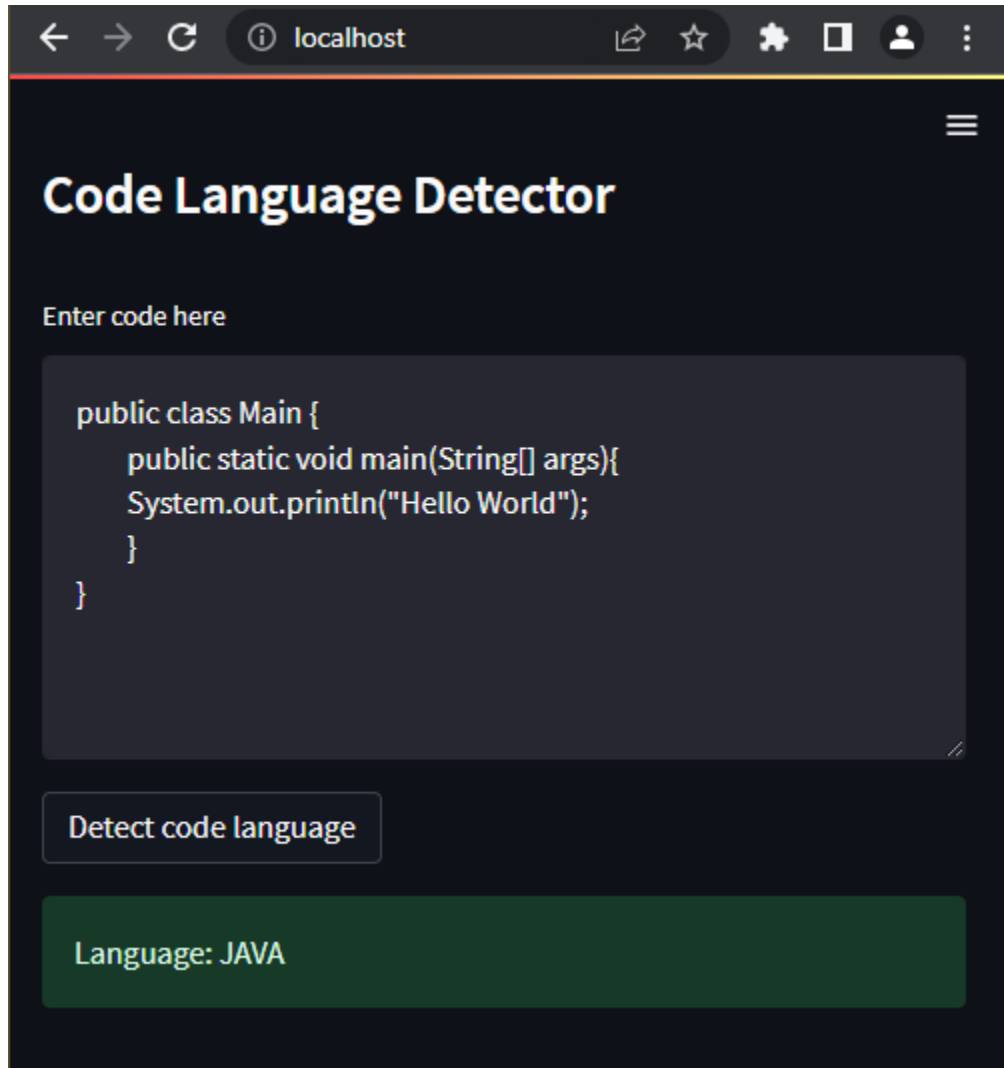 localhost
Code Language Detector
Enter code here
public class Main {
public static void main(String[] args){
System.out.println("Hello World");
}
}
Detect code language
Language: JAVA